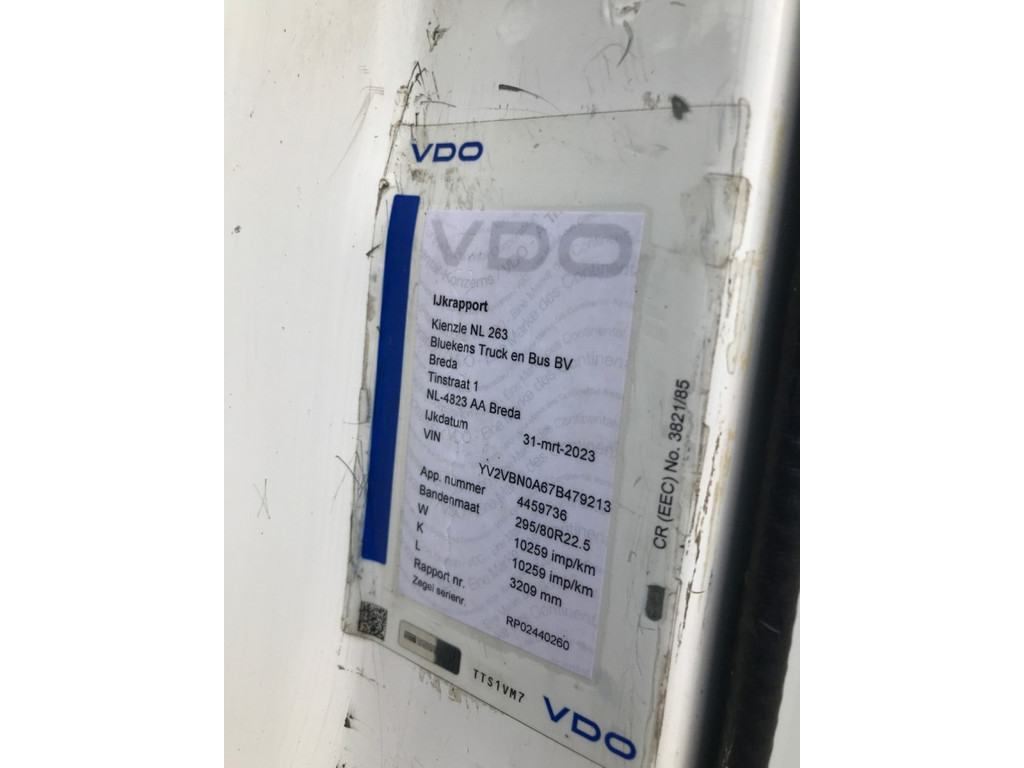 VDO
VDO
IJkrapport
Kienzle NL 263
Bluekens Truck en Bus BV
Breda
Tinstraat 1
NL-4823 AA Breda
IJkdatum 31-mrt-2023
VIN YV2VBN0A67B479213
App. nummer 4459736
Bandenmaat 295/80R22.5
W 10259 imp/km
K 10259 imp/km
L 3209 mm
Rapport nr. RP02440260
Zegel serienr.
TTS1VM7
VDO
CR (EEC) No. 3821/85